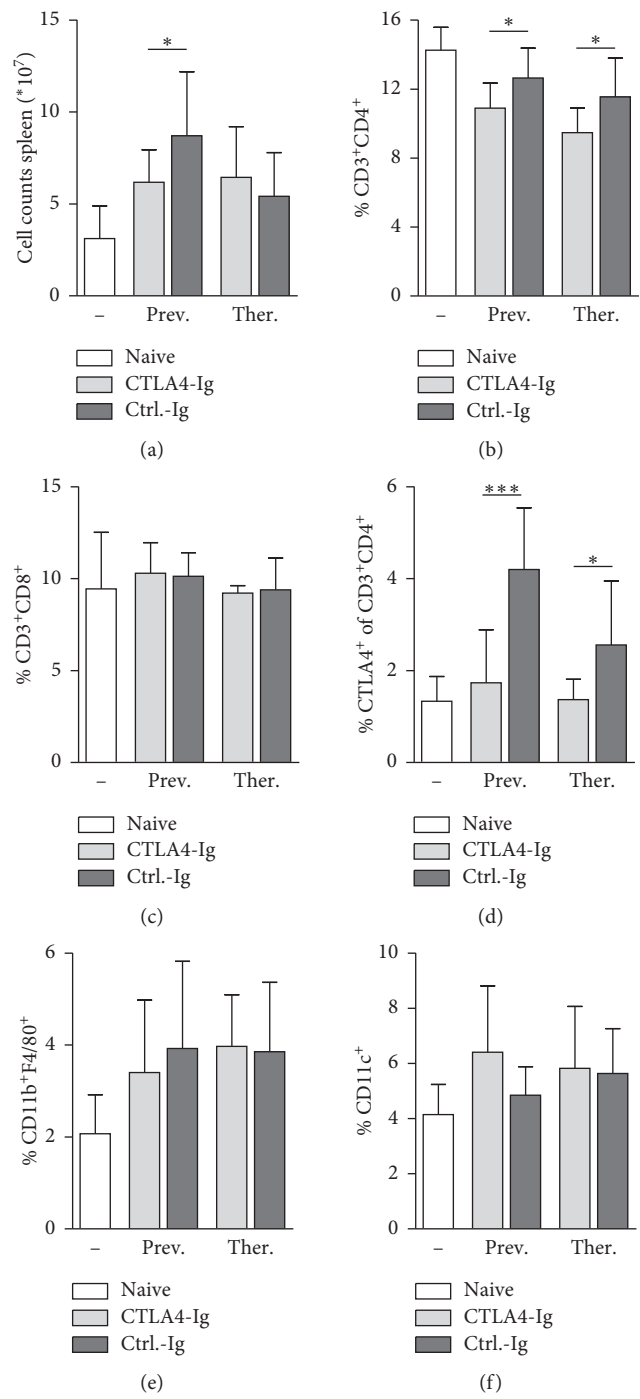 Cell counts spleen (*10⁷)
15
10
5
0
*
– Prev. Ther.
Naive
CTLA4-Ig
Ctrl.-Ig
(a)
% CD3⁺CD4⁺
16
12
8
4
0
* *
– Prev. Ther.
Naive
CTLA4-Ig
Ctrl.-Ig
(b)
% CD3⁺CD8⁺
15
10
5
0
– Prev. Ther.
Naive
CTLA4-Ig
Ctrl.-Ig
(c)
% CTLA4⁺ of CD3⁺CD4⁺
6
4
2
0
*** *
– Prev. Ther.
Naive
CTLA4-Ig
Ctrl.-Ig
(d)
% CD11b⁺F4/80⁺
6
4
2
0
– Prev. Ther.
Naive
CTLA4-Ig
Ctrl.-Ig
(e)
% CD11c⁺
10
8
6
4
2
0
– Prev. Ther.
Naive
CTLA4-Ig
Ctrl.-Ig
(f)